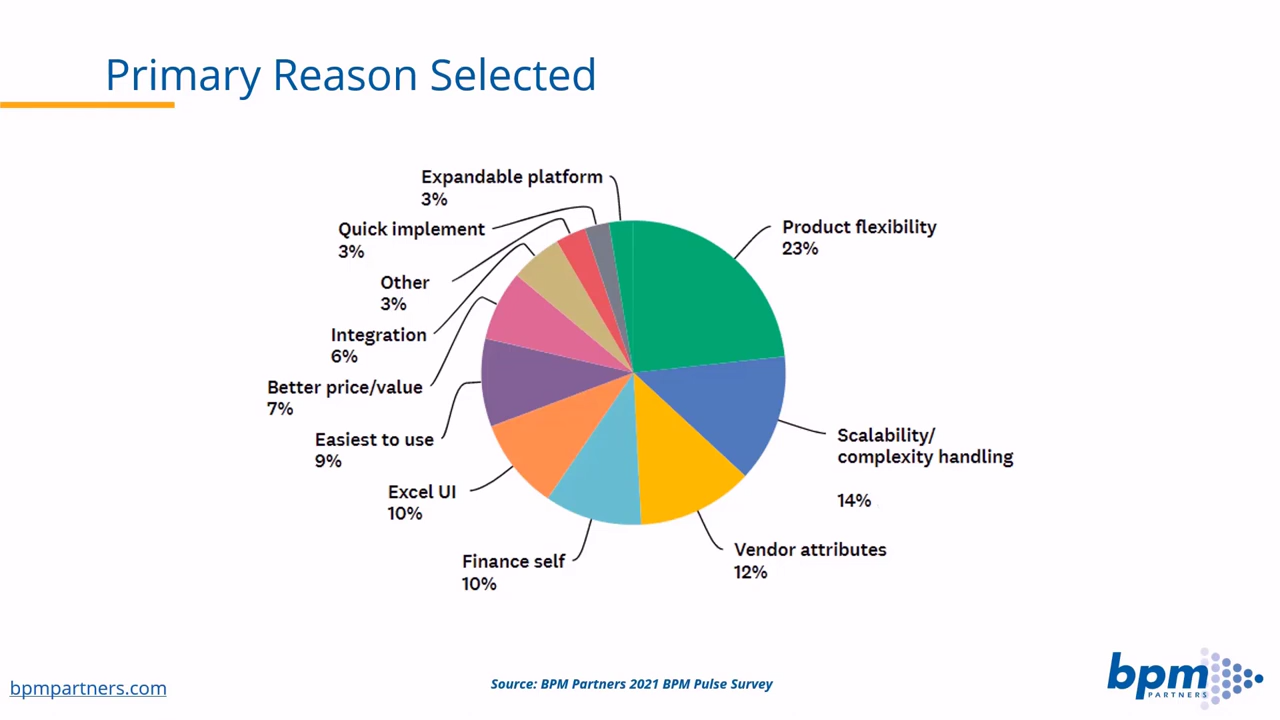 Primary Reason Selected
Expandable platform
3%
Quick implement
3%
Other
3%
Integration
6%
Better price/value
7%
Easiest to use
9%
Excel UI
10%
Finance self
10%
Product flexibility
23%
Scalability/
complexity handling
14%
Vendor attributes
12%
bpmpartners.com
Source: BPM Partners 2021 BPM Pulse Survey
bpm
PARTNERS